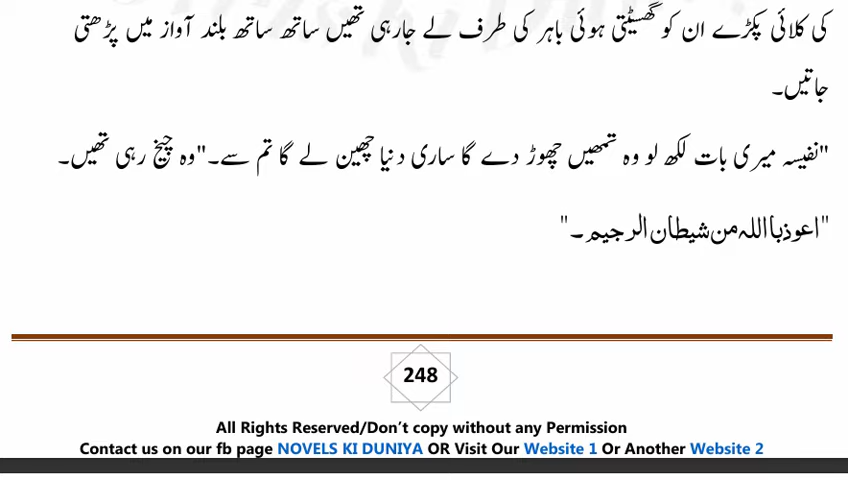 کی کلائی پکڑے ان کو گھسیٹتی ہوئی باہر کی طرف لے جارہی تھیں ساتھ ساتھ بلند آواز میں پڑھتی
جاتیں۔
"نفیسہ میری بات لکھ لو وہ تمھیں چھوڑ دے گا ساری دنیا چھین لے گا تم سے۔"وہ چیخ رہی تھیں۔
"اعوذبااللہ من شیطان الرجیم۔"
248
All Rights Reserved/Don't copy without any Permission
Contact us on our fb page NOVELS KI DUNIYA OR Visit Our Website 1 Or Another Website 2